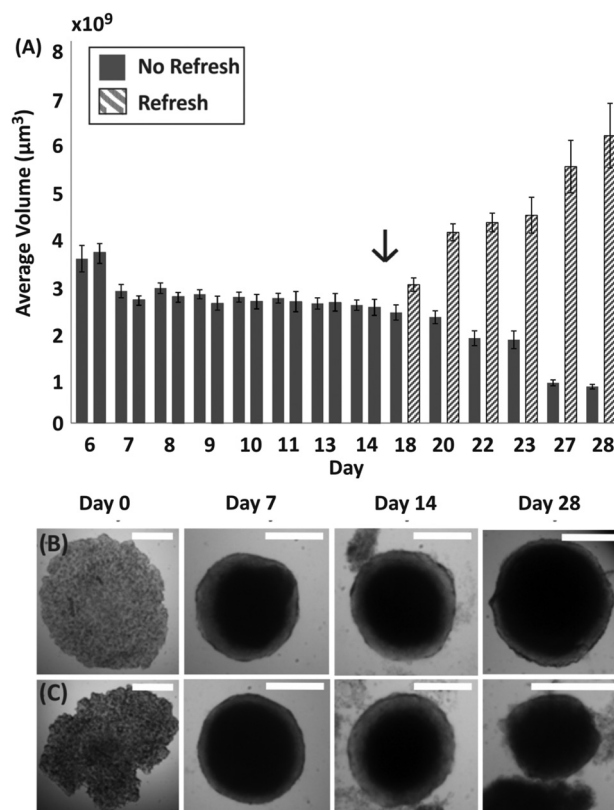 x10⁹
(A)
8
7
6
5
4
3
2
1
0
Average Volume (μm³)
No Refresh
Refresh
6 7 8 9 10 11 13 14 18 20 22 23 27 28
Day
Day 0 Day 7 Day 14 Day 28
(B)
(C)